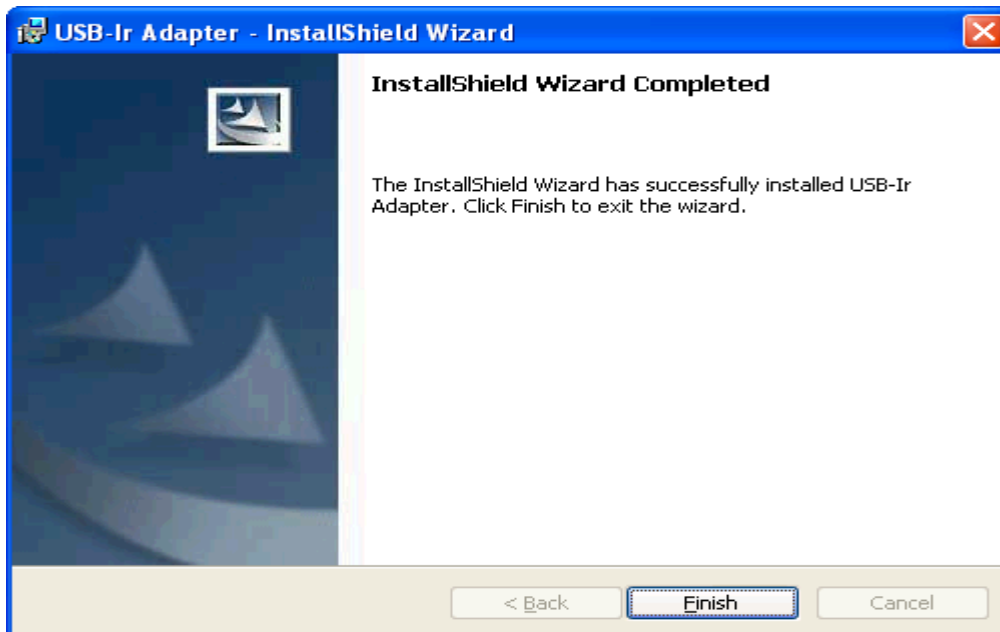 USB-Ir Adapter - InstallShield Wizard
InstallShield Wizard Completed
The InstallShield Wizard has successfully installed USB-Ir
Adapter. Click Finish to exit the wizard.
< Back
Finish
Cancel